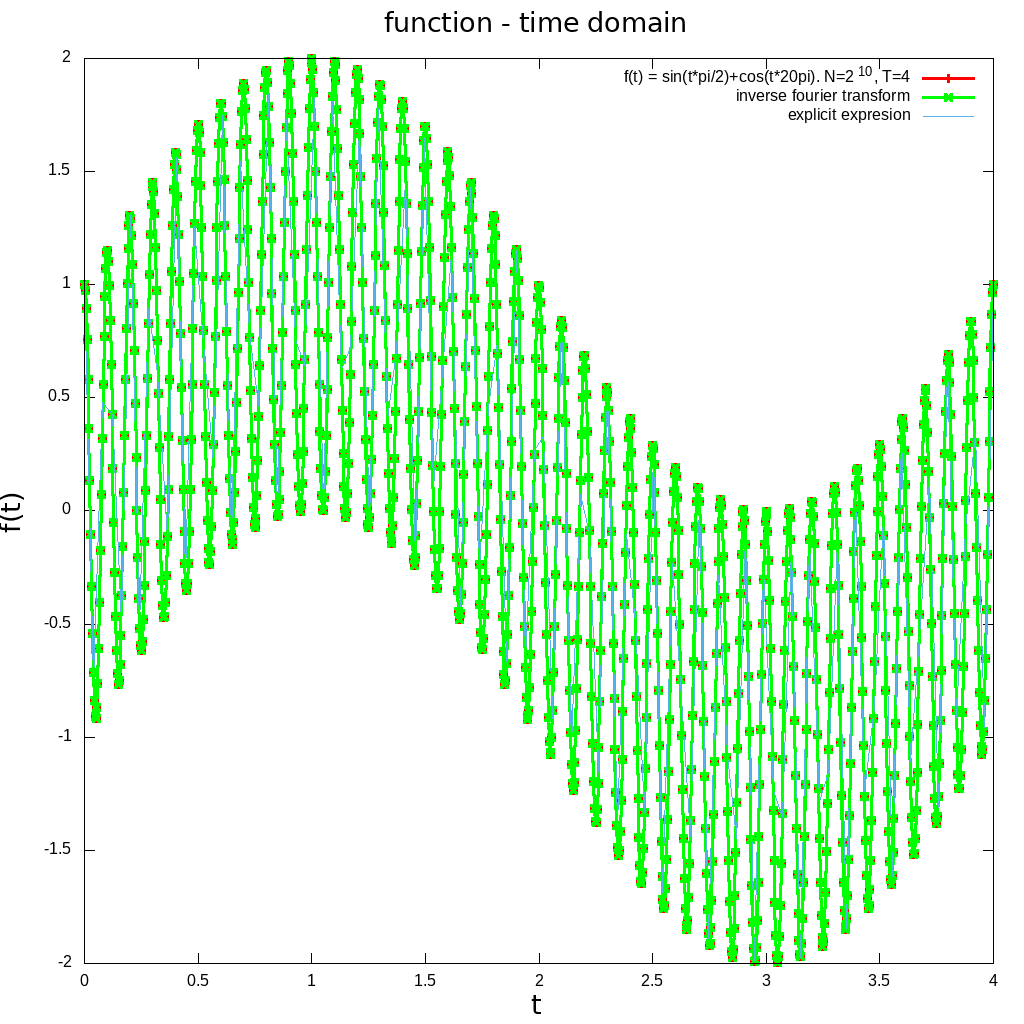 function - time domain
f(t) = sin(t*pi/2)+cos(t*20pi). N=2 10, T=4
inverse fourier transform
explicit expresion
2
1.5
1
0.5
0
-0.5
-1
-1.5
-2
f(t)
0 0.5 1 1.5 2 2.5 3 3.5 4
t